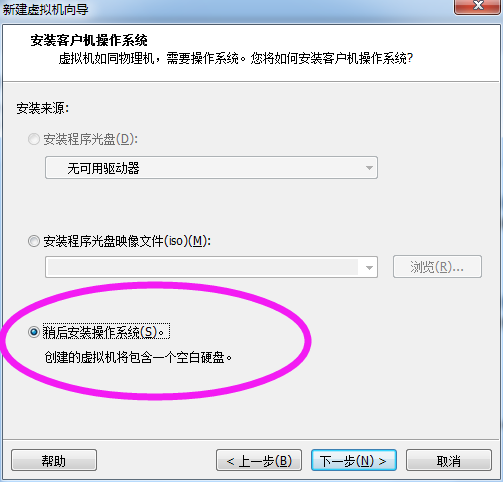 新建虚拟机向导
安装客户机操作系统
虚拟机如同物理机，需要操作系统。您将如何安装客户机操作系统?
安装来源:
安装程序光盘(D):
无可用驱动器
安装程序光盘映像文件(iso)(M):
浏览(R)...
稍后安装操作系统(S)。
创建的虚拟机将包含一个空白硬盘。
帮助
< 上一步(B)
下一步(N) >
取消